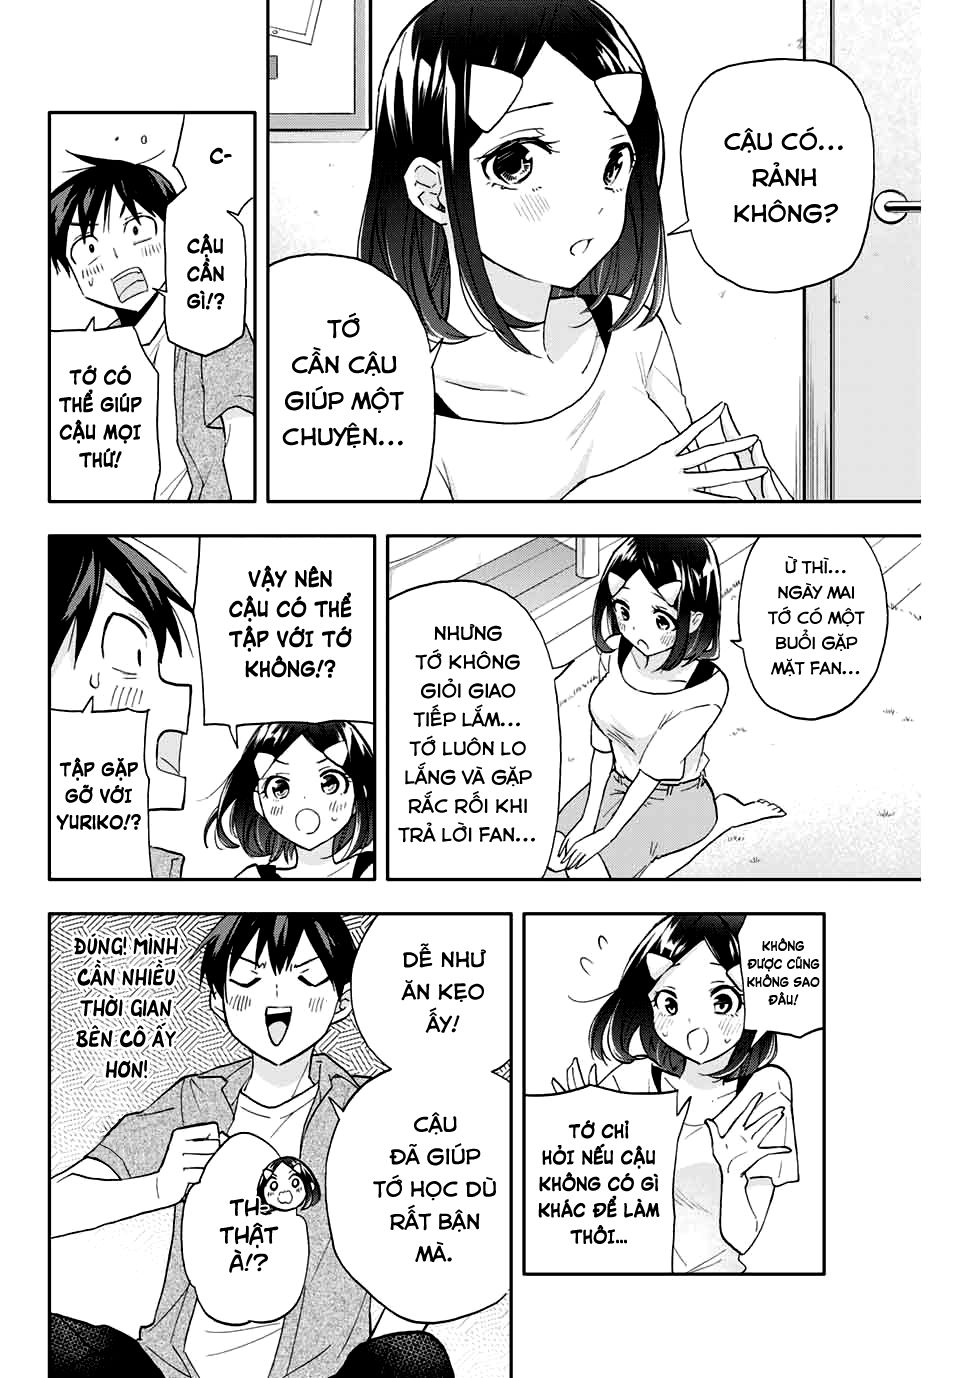 CẬU CÓ...
RẢNH
KHÔNG?
TỚ
CẦN CẬU
GIÚP MỘT
CHUYỆN...
C-
CẬU
CẦN
GÌ!?
TỚ CÓ
THỂ GIÚP
CẬU MỌI
THỨ!
Ừ THÌ...
NGÀY MAI
TỚ CÓ MỘT
BUỔI GẶP
MẶT FAN...
NHƯNG
TỚ KHÔNG
GIỎI GIAO
TIẾP LẮM...
TỚ LUÔN LO
LẮNG VÀ GẶP
RẮC RỐI KHI
TRẢ LỜI FAN...
VẬY NÊN
CẬU CÓ THỂ
TẬP VỚI TỚ
KHÔNG!?
TẬP GẶP
GỠ VỚI
YURIKO!?
KHÔNG
ĐƯỢC CŨNG
KHÔNG SAO
ĐÂU!
TỚ CHỈ
HỎI NẾU CẬU
KHÔNG CÓ GÌ
KHÁC ĐỂ LÀM
THÔI...
DỄ NHƯ
ĂN KẸO
ẤY!
CẬU
ĐÃ GIÚP
TỚ HỌC DÙ
RẤT BẬN
MÀ.
ĐÚNG! MÌNH
CẦN NHIỀU
THỜI GIAN
BÊN CÔ ẤY
HƠN!
THẬT
À!?